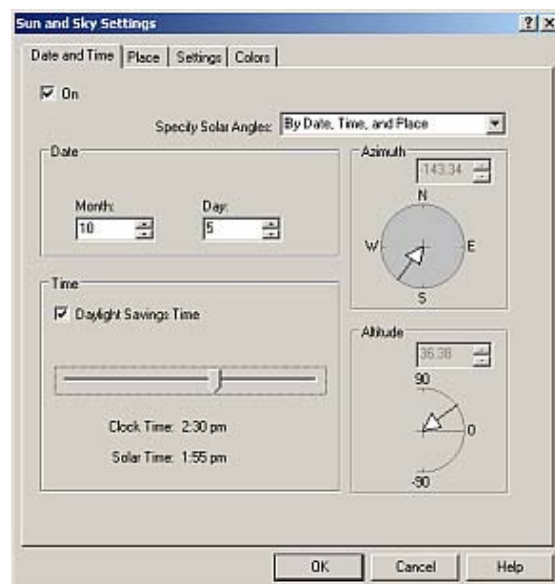 Sun and Sky Settings
Date and Time Place Settings Colors
On
Specify Solar Angles: By Date, Time, and Place
Date
Month: Day:
10 5
Azimuth
-143.34
N
W E
S
Time
Daylight Savings Time
Clock Time: 2:30 pm
Solar Time: 1:55 pm
Altitude
36.38
90
0
-90
OK Cancel Help